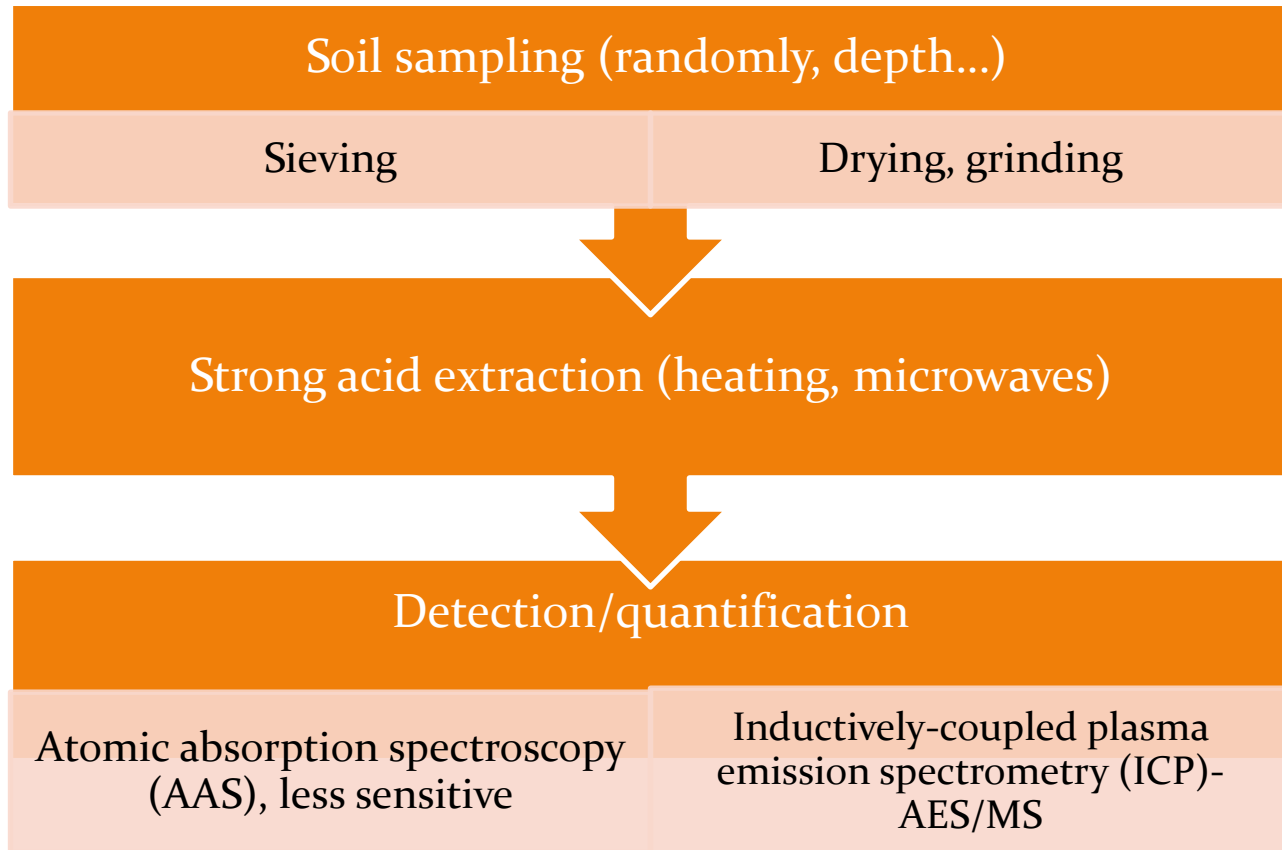 Soil sampling (randomly, depth...)
Sieving
Drying, grinding
Strong acid extraction (heating, microwaves)
Detection/quantification
Atomic absorption spectroscopy
(AAS), less sensitive
Inductively-coupled plasma
emission spectrometry (ICP)-
AES/MS